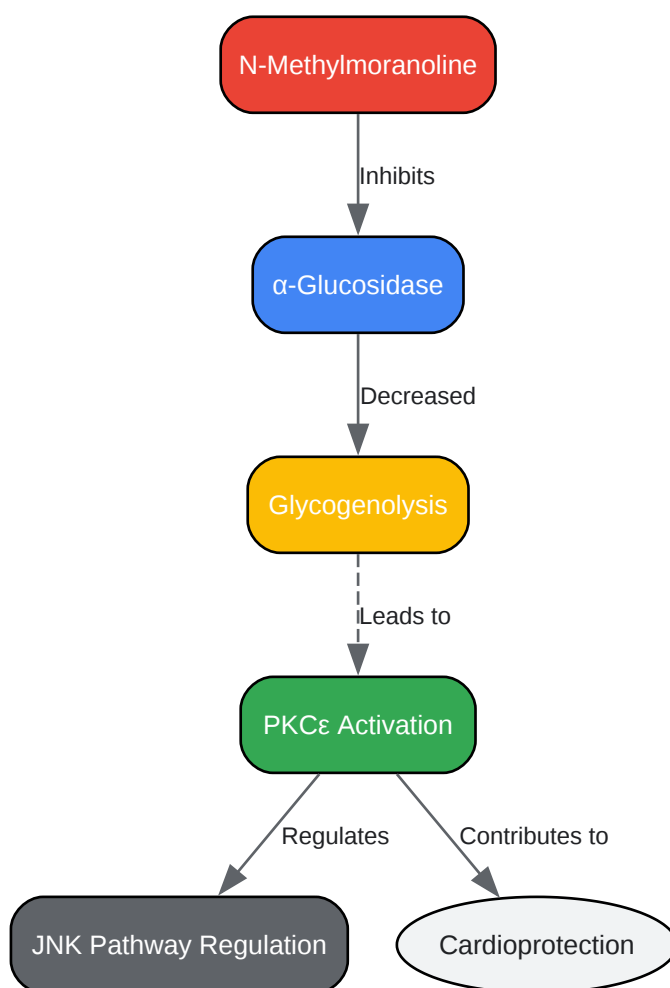 N-Methylmoranoline
Inhibits
α-Glucosidase
Decreased
Glycogenolysis
Leads to
PKCε Activation
Regulates
Contributes to
JNK Pathway Regulation
Cardioprotection